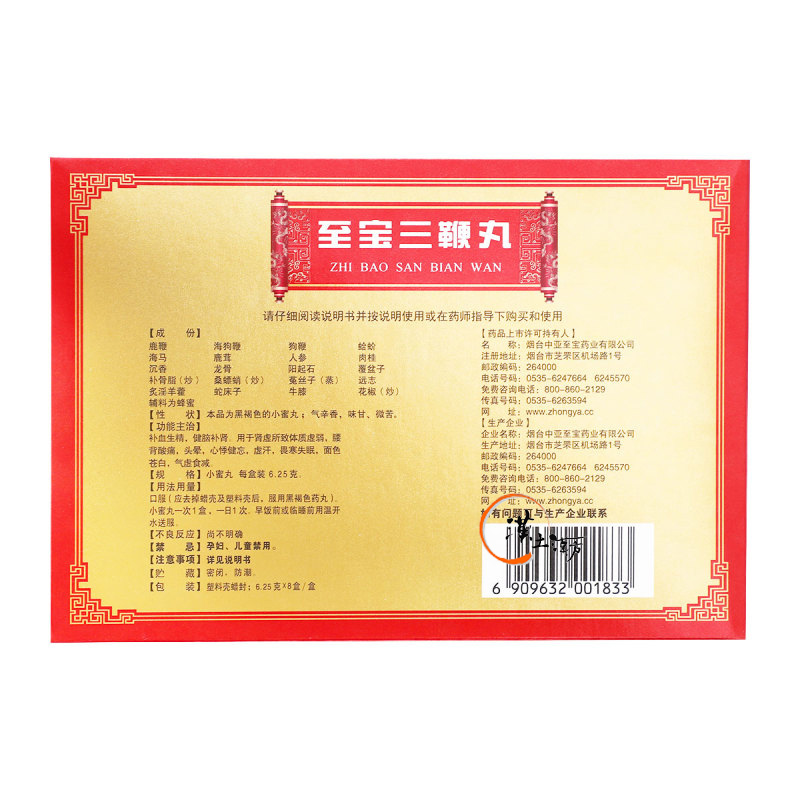 至宝三鞭丸
ZHI BAO SAN BIAN WAN
请仔细阅读说明书并按说明使用或在药师指导下购买和使用
【成 份】
鹿鞭 海狗鞭 狗鞭 蛤蚧
海马 鹿茸 人参 肉桂
沉香 龙骨 阳起石 覆盆子
补骨脂（炒） 桑螵蛸（炒） 菟丝子（蒸） 远志
炙淫羊藿 蛇床子 牛膝 花椒（炒）
辅料为蜂蜜
【性 状】本品为黑褐色的小蜜丸；气辛香，味甘、微苦。
【功能主治】
补血生精，健脑补肾。用于肾虚所致体质虚弱，腰
背酸痛，头晕，心悸健忘，虚汗，畏寒失眠，面色
苍白，气虚食减。
【规 格】小蜜丸 每盒装6.25克。
【用法用量】
口服（应去掉蜡壳及塑料壳后，服用黑褐色药丸）
小蜜丸一次1盒，一日1次。早饭前或临睡前用温开
水送服。
【不良反应】尚不明确
【禁 忌】孕妇、儿童禁用。
【注意事项】详见说明书
【贮 藏】密闭，防潮。
【包 装】塑料壳蜡封：6.25克×8盒/盒
【药品上市许可持有人】
名 称：烟台中亚至宝药业有限公司
注册地址：烟台市芝罘区机场路1号
邮政编码：264000
电话号码：0535-6247664 6245570
免费咨询电话：800-860-2129
传真号码：0535-6263594
网 址：www.zhongya.cc
【生产企业】
企业名称：烟台中亚至宝药业有限公司
生产地址：烟台市芝罘区机场路1号
邮政编码：264000
电话号码：0535-6247664 6245570
免费咨询电话：800-860-2129
传真号码：0535-6263594
网 址：www.zhongya.cc
如有问题可与生产企业联系
6 909632 001833